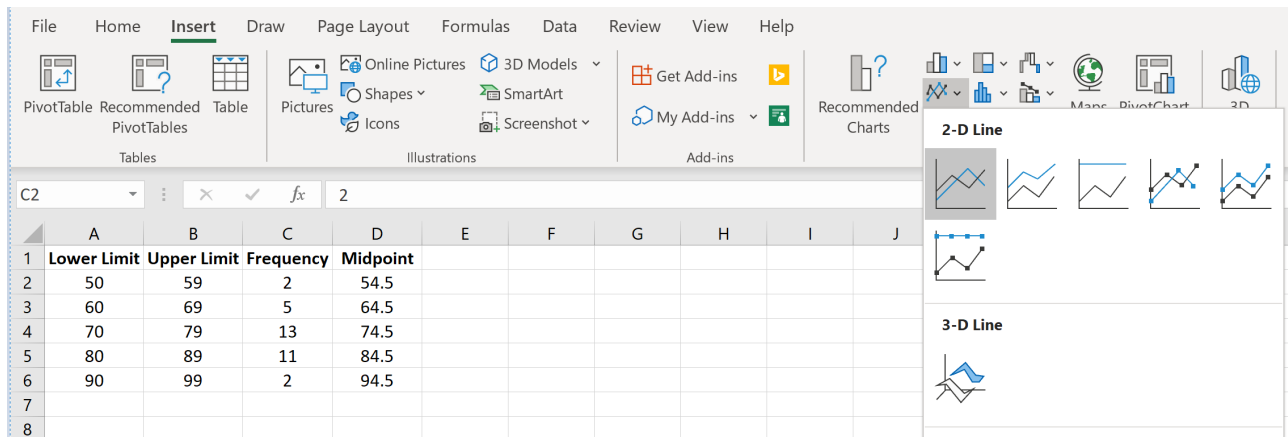 File Home Insert Draw Page Layout Formulas Data Review View Help
Online Pictures 3D Models
Get Add-ins
Shapes SmartArt
PivotTable Recommended PivotTables Table Pictures
Icons Screenshot
My Add-ins
Recommended Charts
Maps PivotChart 3D
Tables Illustrations Add-ins
2-D Line
C2 fx 2
A B C D E F G H I J
1 Lower Limit Upper Limit Frequency Midpoint
2 50 59 2 54.5
3 60 69 5 64.5
4 70 79 13 74.5
3-D Line
5 80 89 11 84.5
6 90 99 2 94.5
7
8